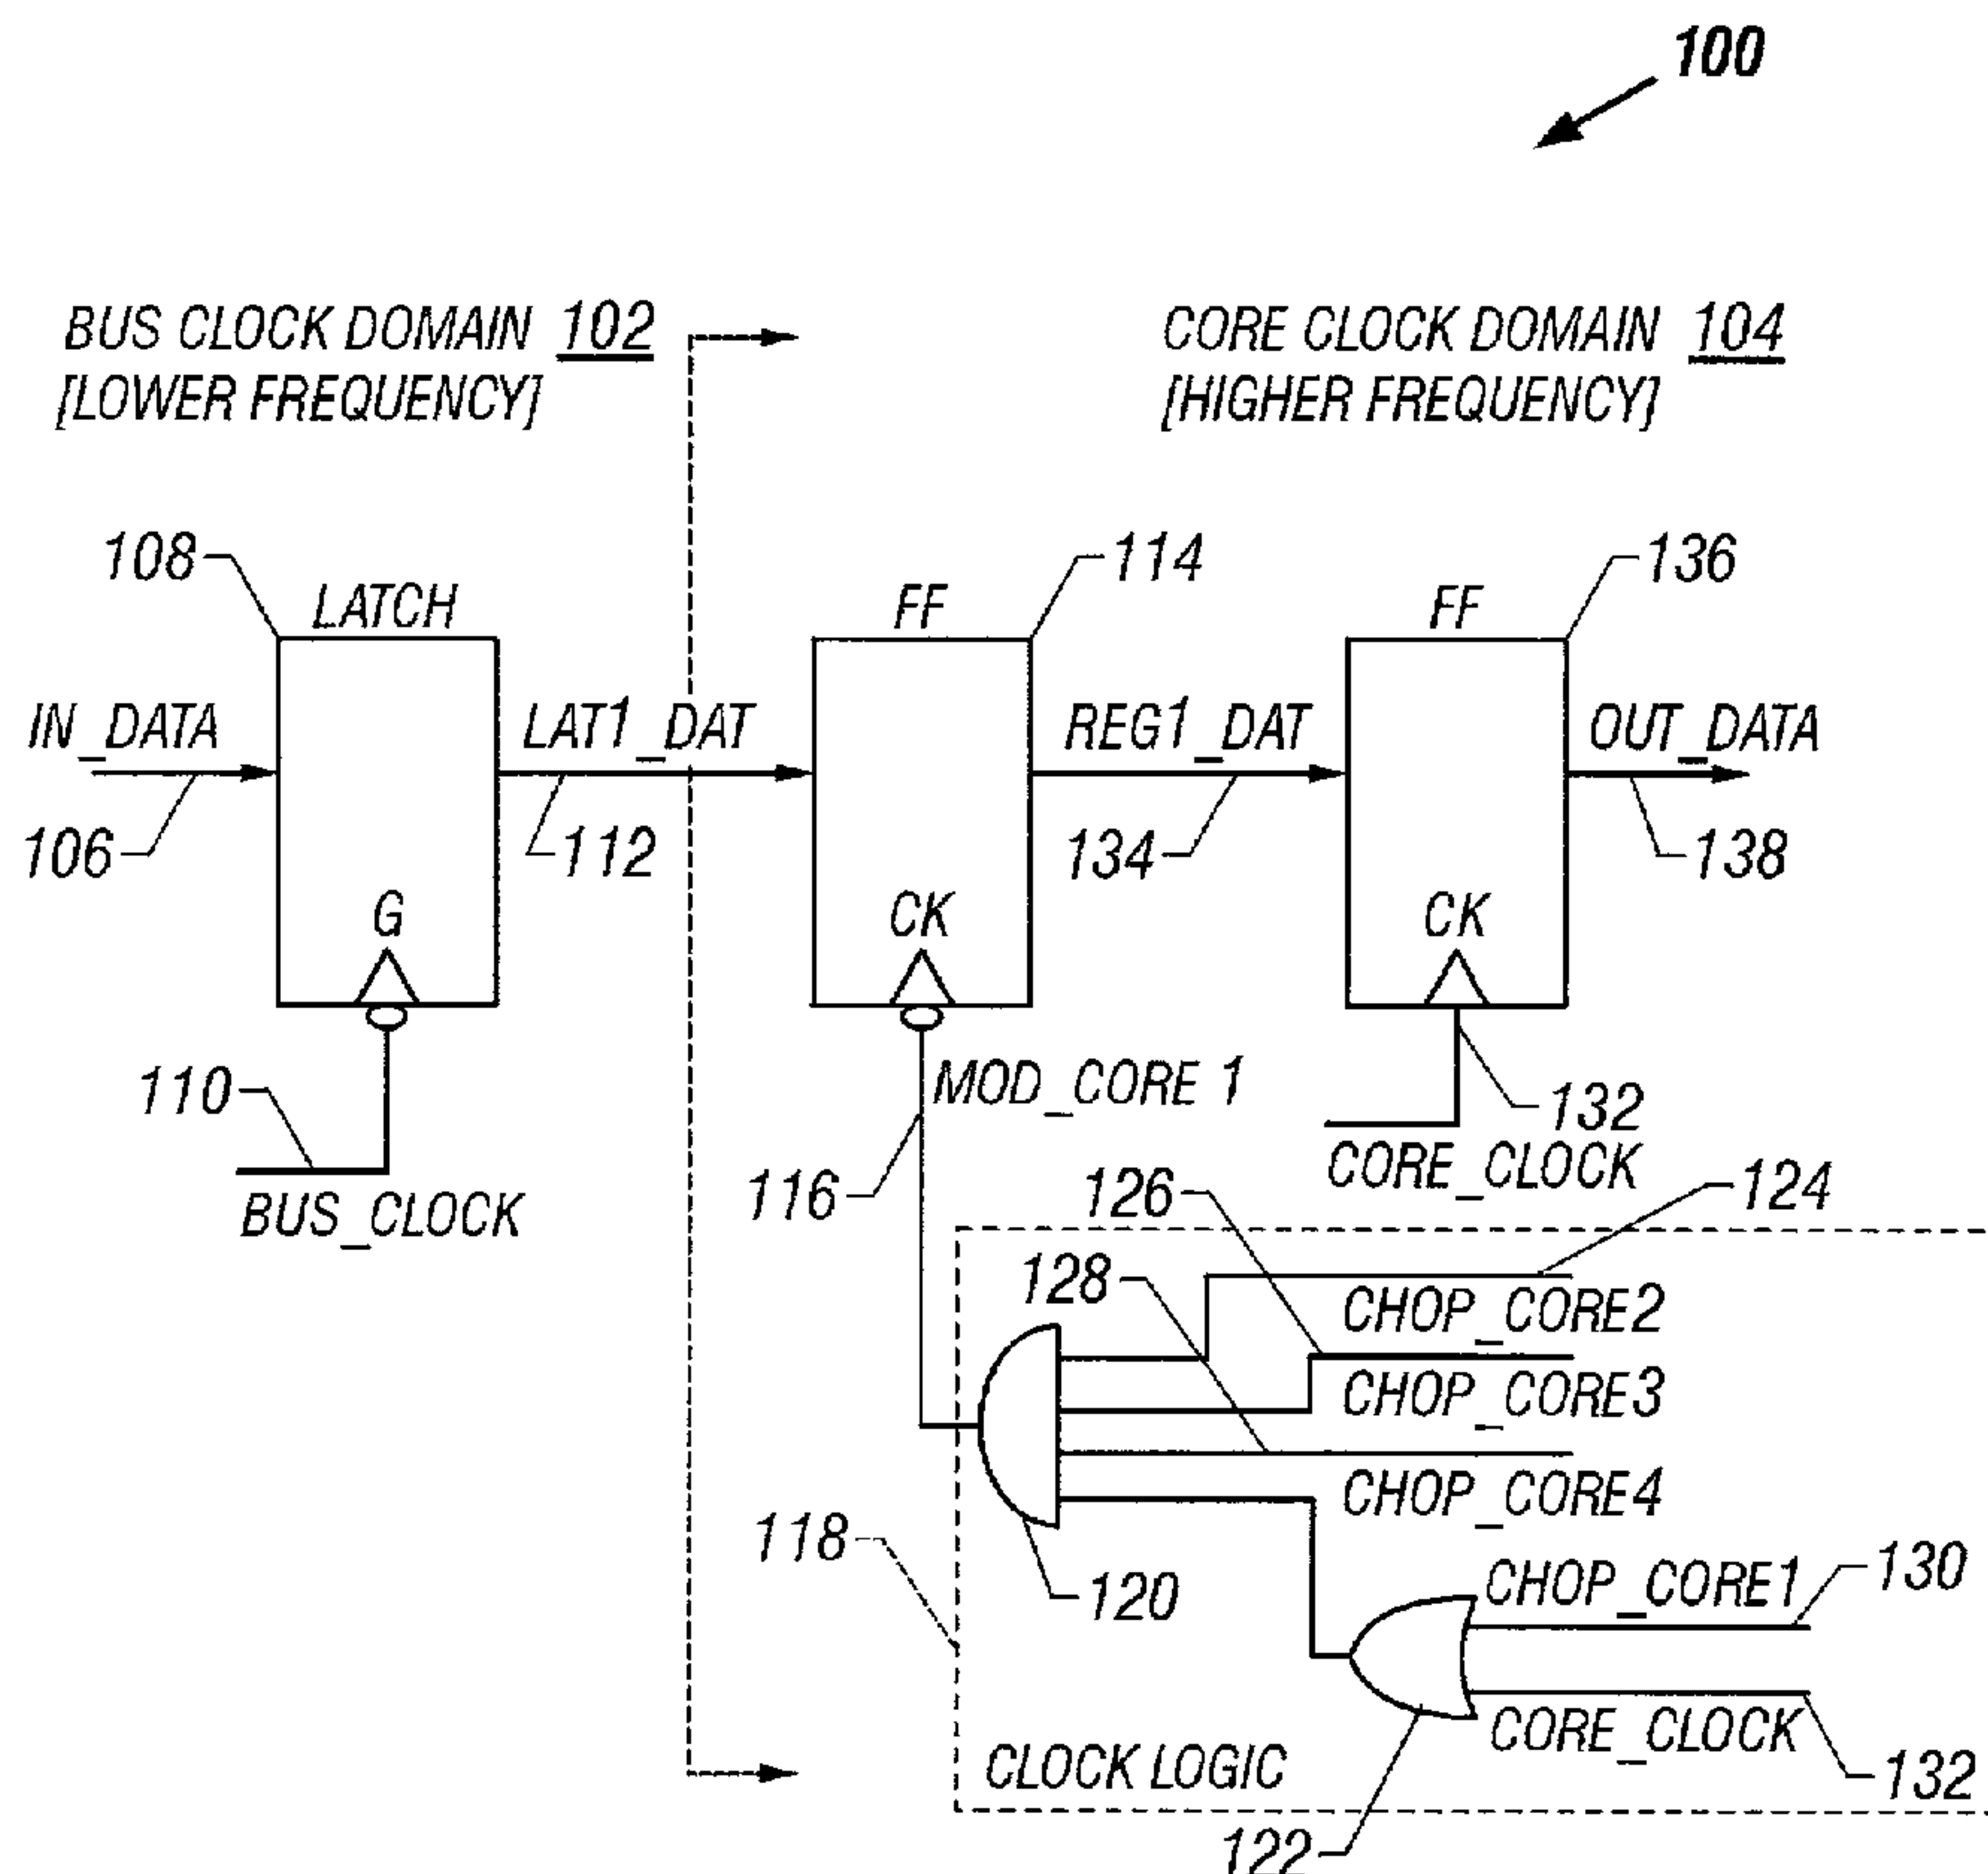 100
BUS CLOCK DOMAIN 102
[LOWER FREQUENCY]
CORE CLOCK DOMAIN 104
[HIGHER FREQUENCY]
108
LATCH
FF
114
FF
136
IN_DATA
LAT1_DAT
REG1_DAT
OUT_DATA
106
112
134
138
G
CK
CK
110
BUS_CLOCK
MOD_CORE 1
116
132
CORE_CLOCK
126
124
128
CHOP_CORE2
CHOP_CORE3
CHOP_CORE4
118
120
CHOP_CORE1
130
CORE_CLOCK
132
CLOCK LOGIC
122